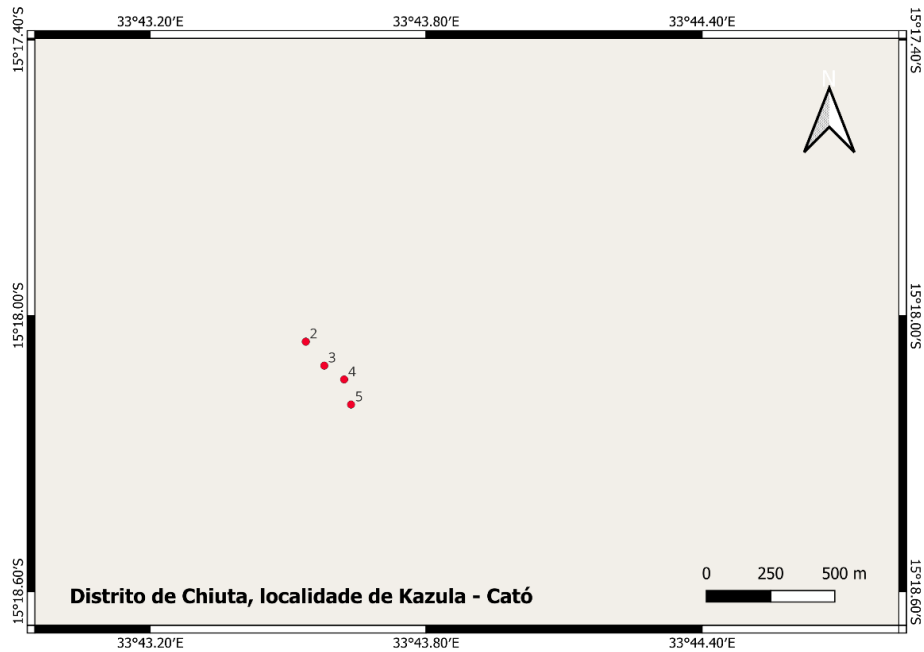 33°43.20′E 33°43.80′E 33°44.40′E
15°17.40′S 15°17.40′S
N
15°18.00′S 15°18.00′S
2
3
4
5
0 250 500 m
Distrito de Chiuta, localidade de Kazula - Cató
15°18.60′S 15°18.60′S
33°43.20′E 33°43.80′E 33°44.40′E